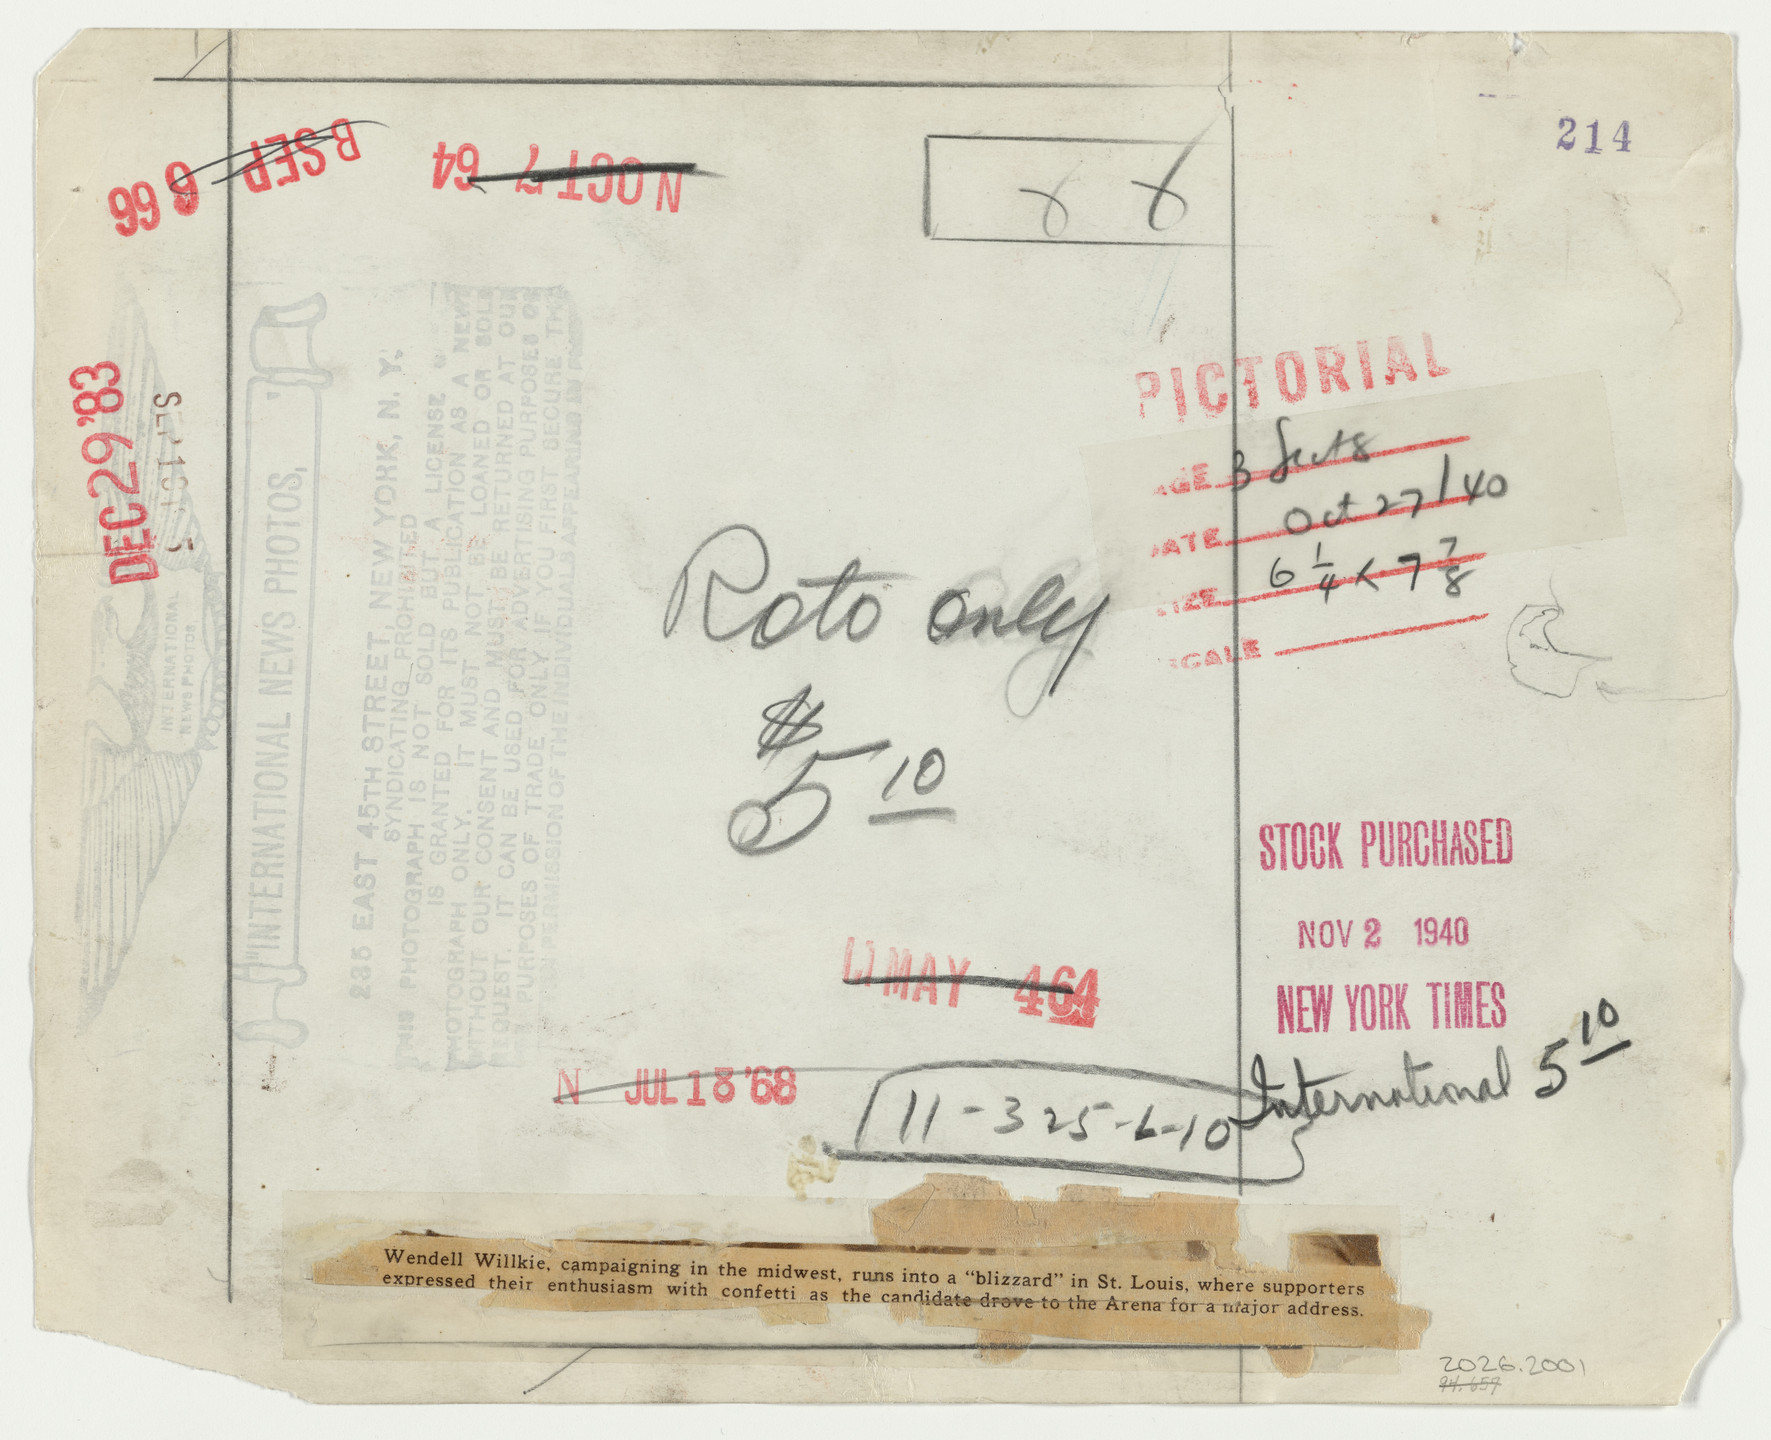 214
B SEP 6 66
N OCT 7 64
PICTORIAL
3 Sects
DATE Oct 27/40
SIZE 6 1/4 x 7 7/8
SCALE
DEC 29 '83
INTERNATIONAL
NEWS PHOTOS
"INTERNATIONAL NEWS PHOTOS,"
235 EAST 45TH STREET, NEW YORK, N. Y.
SYNDICATING PROHIBITED
THIS PHOTOGRAPH IS NOT SOLD BUT A LICENSE
IS GRANTED FOR ITS PUBLICATION AS A NEWS
PHOTOGRAPH ONLY. IT MUST NOT BE LOANED OR SOLD
WITHOUT OUR CONSENT AND MUST BE RETURNED AT OUR
REQUEST. IT CAN BE USED FOR ADVERTISING PURPOSES OR
PURPOSES OF TRADE ONLY IF YOU FIRST SECURE THE
WRITTEN PERMISSION OF THE INDIVIDUALS APPEARING IN
Roto only
$5 10
STOCK PURCHASED
NOV 2 1940
NEW YORK TIMES
International 5 10
MAY 4 64
N JUL 18 '68
11-325-6-10
Wendell Willkie, campaigning in the midwest, runs into a “blizzard” in St. Louis, where supporters
expressed their enthusiasm with confetti as the candidate drove to the Arena for a major address.
2026.2001
94.659